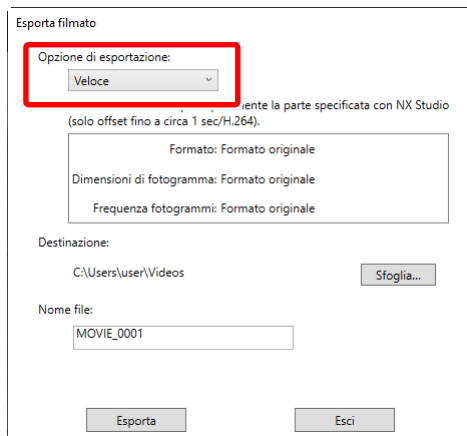 Esporta filmato
Opzione di esportazione:
Veloce
mente la parte specificata con NX Studio
(solo offset fino a circa 1 sec/H.264).
Formato: Formato originale
Dimensioni di fotogramma: Formato originale
Frequenza fotogrammi: Formato originale
Destinazione:
C:\Users\user\Videos
Sfoglia...
Nome file:
MOVIE_0001
Esporta
Esci